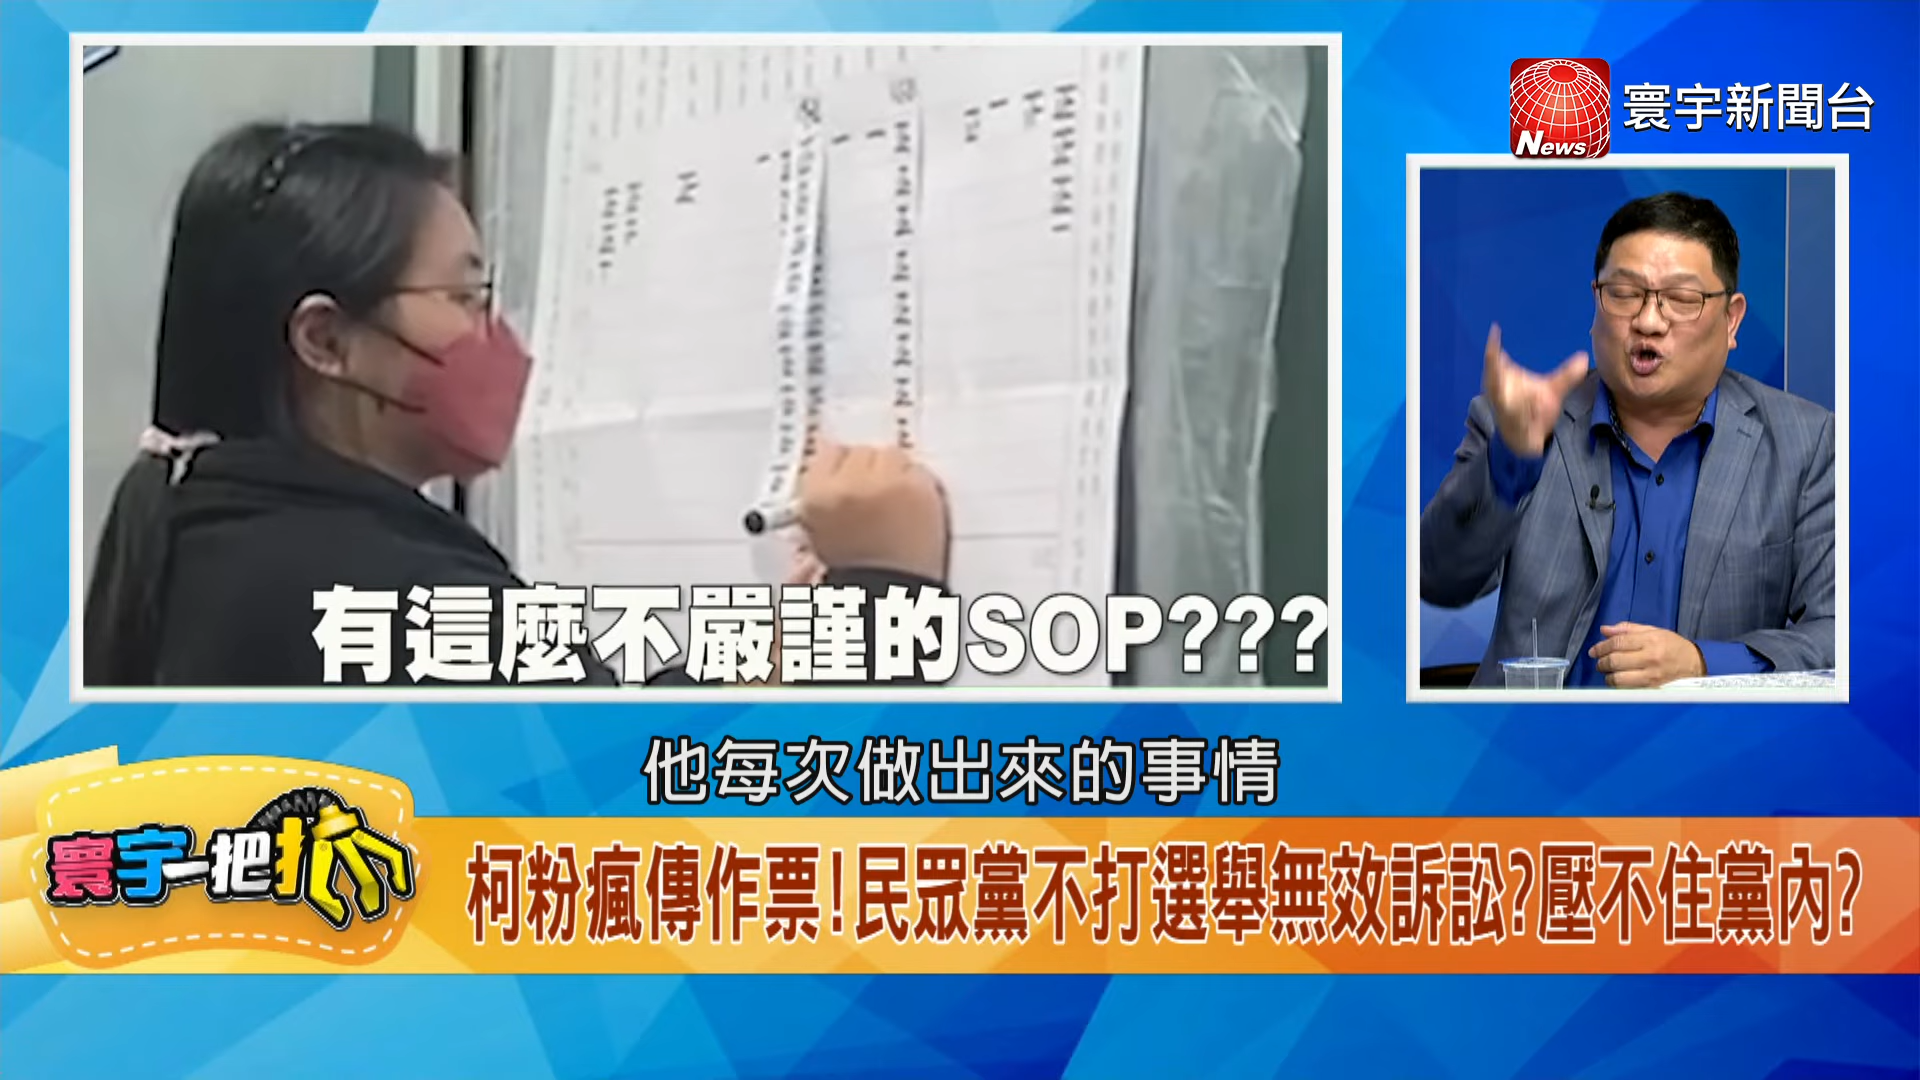 News
寰宇新聞台
有這麼不嚴謹的SOP???
他每次做出來的事情
寰宇一把抓
柯粉瘋傳作票!民眾黨不打選舉無效訴訟?壓不住黨內?